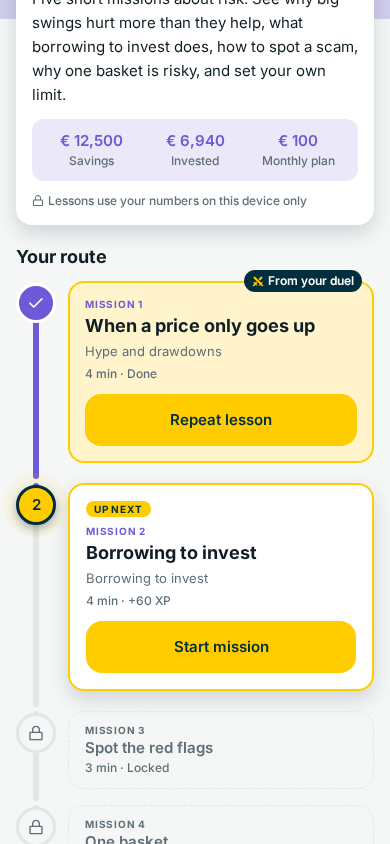 Five short missions about risk. See why big
swings hurt more than they help, what
borrowing to invest does, how to spot a scam,
why one basket is risky, and set your own
limit.
€ 12,500
€ 6,940
€ 100
Savings
Invested
Monthly plan
Lessons use your numbers on this device only
Your route
From your duel
MISSION 1
When a price only goes up
Hype and drawdowns
4 min · Done
Repeat lesson
2
UP NEXT
MISSION 2
Borrowing to invest
Borrowing to invest
4 min · +60 XP
Start mission
MISSION 3
Spot the red flags
3 min · Locked
MISSION 4
One basket